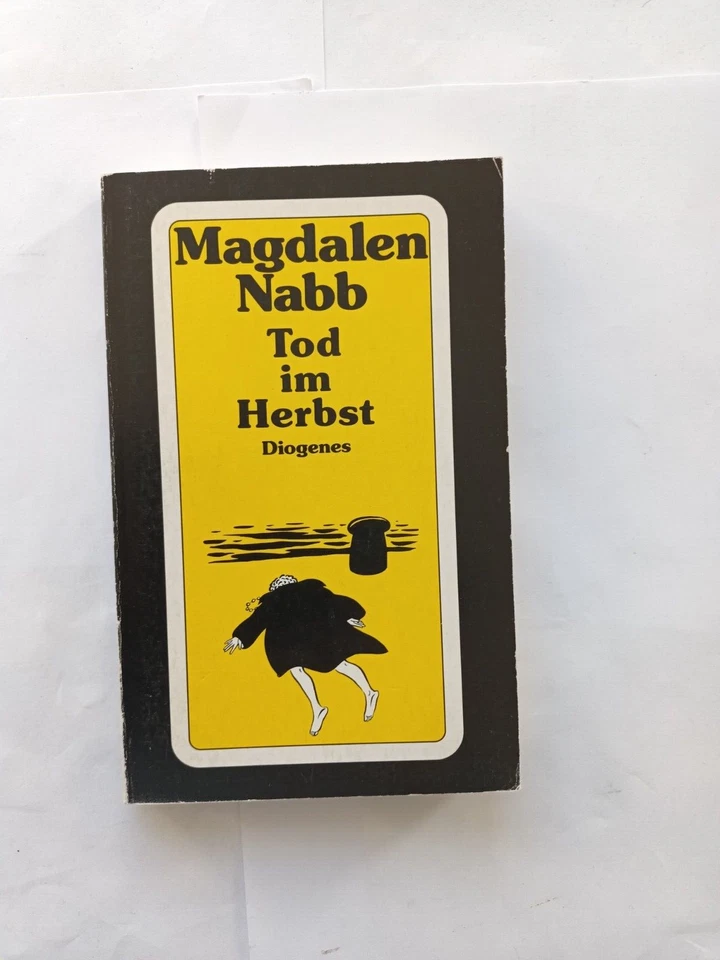 Magdalen
Nabb
Tod
im
Herbst
Diogenes